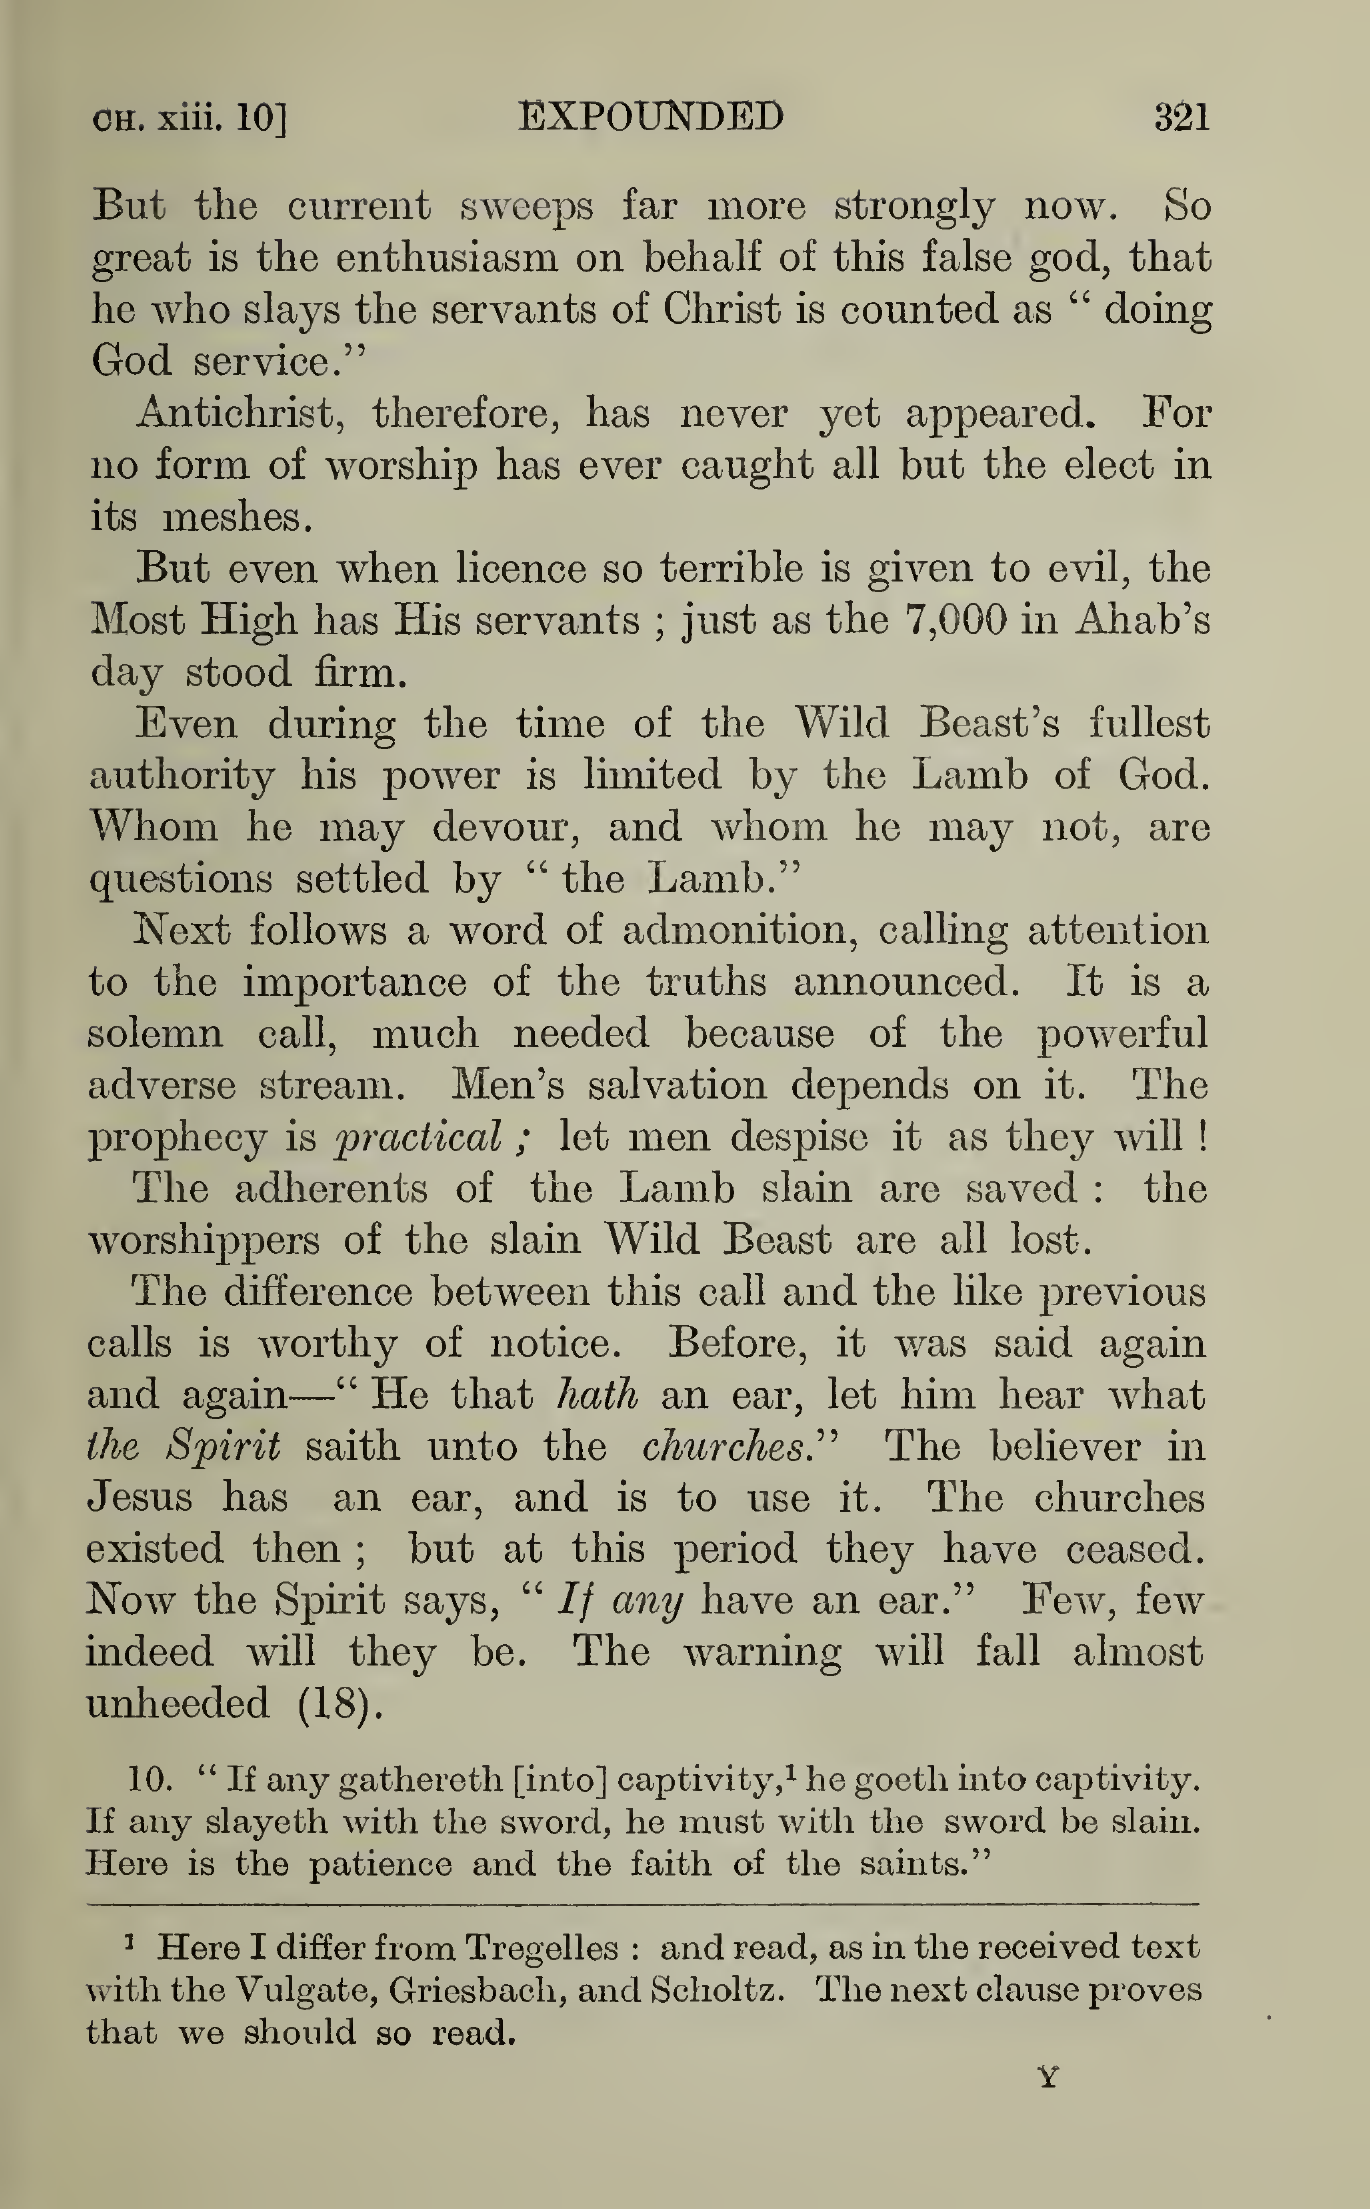 CH. xiii. 10] EXPOUNDED 321
But the current sweeps far more strongly now. So
great is the enthusiasm on behalf of this false god, that
he who slays the servants of Christ is counted as “ doing
God service.”
Antichrist, therefore, has never yet appeared. For
no form of worship has ever caught all but the elect in
its meshes.
But even when licence so terrible is given to evil, the
Most High has His servants ; just as the 7,000 in Ahab’s
day stood firm.
Even during the time of the Wild Beast’s fullest
authority his power is limited by the Lamb of God.
Whom he may devour, and whom he may not, are
questions settled by “ the Lamb.”
Next follows a word of admonition, calling attention
to the importance of the truths announced. It is a
solemn call, much needed because of the powerful
adverse stream. Men’s salvation depends on it. The
prophecy is practical ; let men despise it as they will !
The adherents of the Lamb slain are saved : the
worshippers of the slain Wild Beast are all lost.
The difference between this call and the like previous
calls is worthy of notice. Before, it was said again
and again—“ He that hath an ear, let him hear what
the Spirit saith unto the churches.” The believer in
Jesus has an ear, and is to use it. The churches
existed then ; but at this period they have ceased.
Now the Spirit says, “ If any have an ear.” Few, few
indeed will they be. The warning will fall almost
unheeded (18).
10. “ If any gathereth [into] captivity,¹ he goeth into captivity.
If any slayeth with the sword, he must with the sword be slain.
Here is the patience and the faith of the saints.”
¹ Here I differ from Tregelles : and read, as in the received text
with the Vulgate, Griesbach, and Scholtz. The next clause proves
that we should so read.
Y